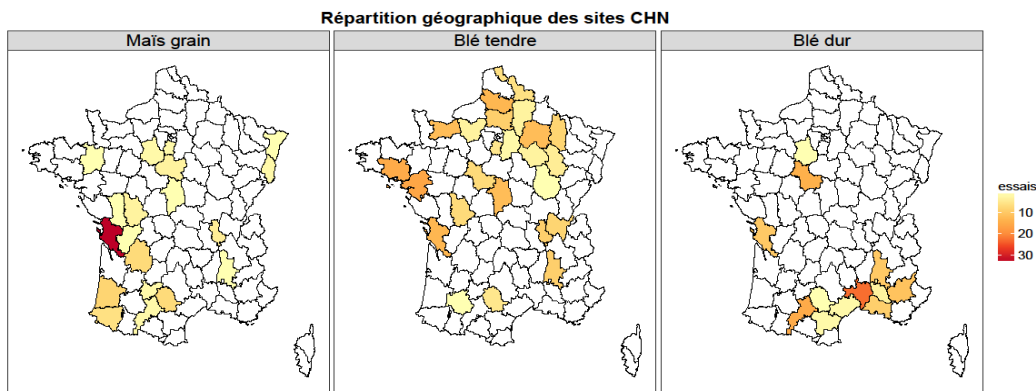 Répartition géographique des sites CHN
Maïs grain
Blé tendre
Blé dur
essais
10
20
30